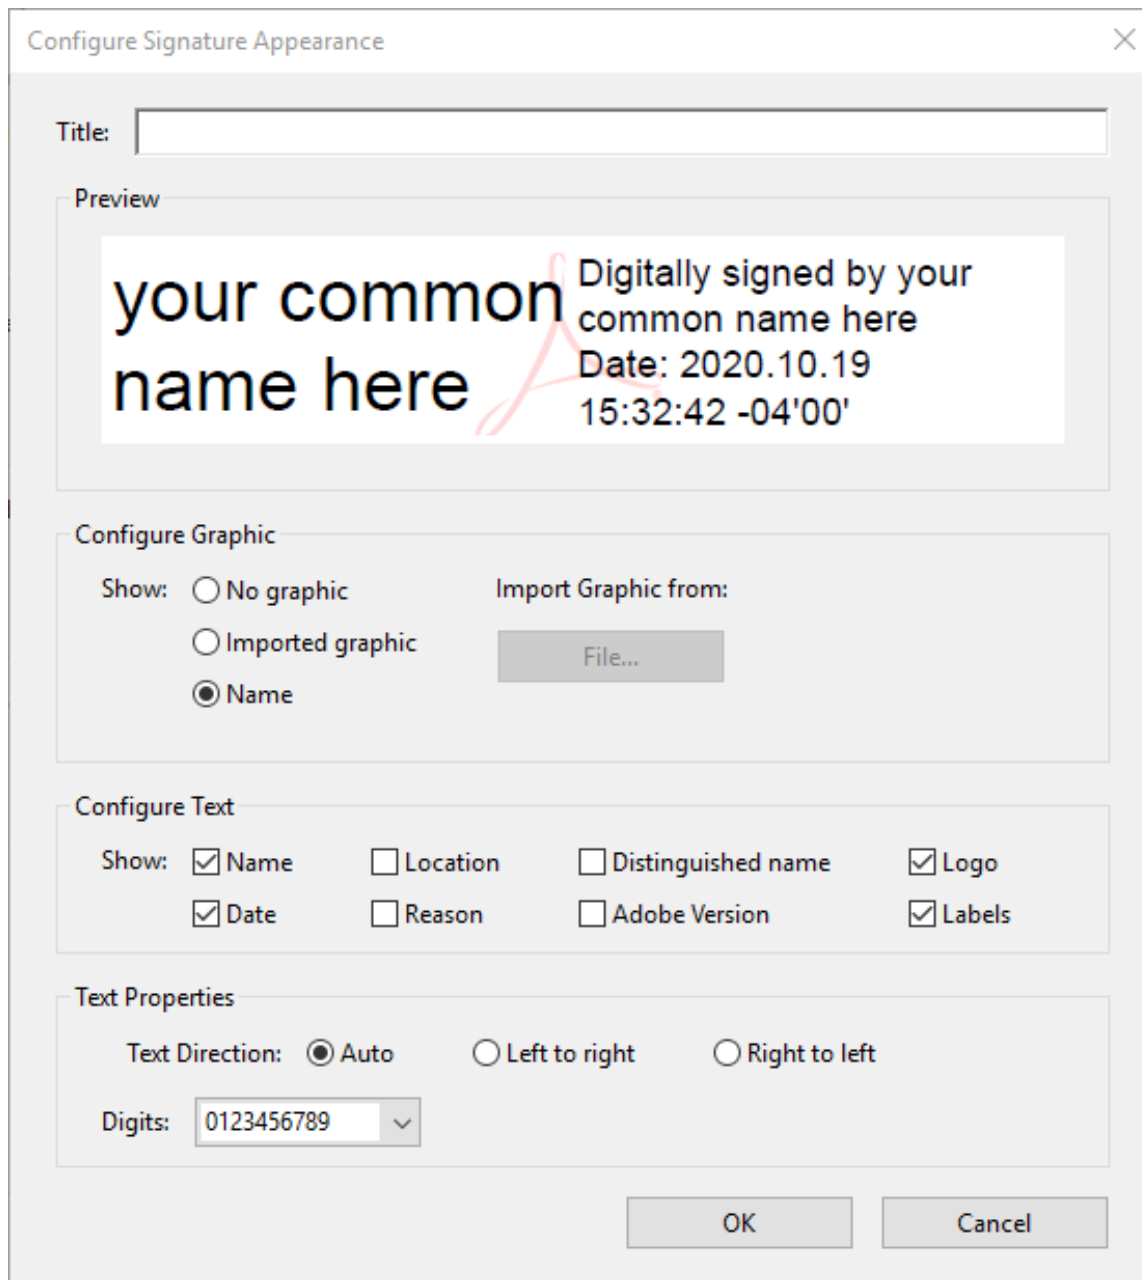 Configure Signature Appearance
Title:
Preview
your common
name here
Digitally signed by your
common name here
Date: 2020.10.19
15:32:42 -04'00'
Configure Graphic
Show: No graphic
Imported graphic
Name
Import Graphic from:
File...
Configure Text
Show: Name Location Distinguished name Logo
Date Reason Adobe Version Labels
Text Properties
Text Direction: Auto Left to right Right to left
Digits: 0123456789
OK Cancel